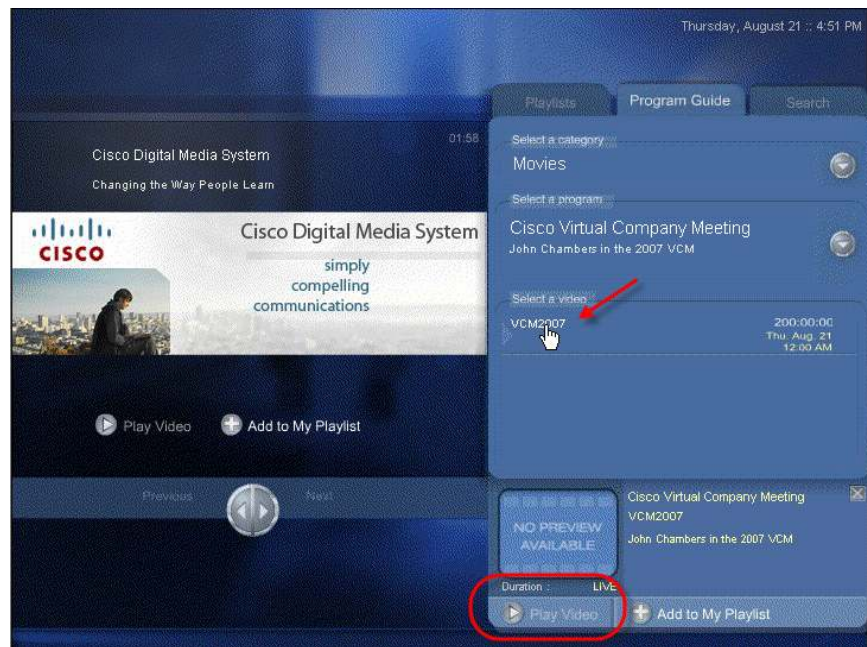 Thursday, August 21 :: 4:51 PM
Playlists
Program Guide
Search
01:58
Cisco Digital Media System
Changing the Way People Learn
CISCO
Cisco Digital Media System
simply
compelling
communications
Play Video
Add to My Playlist
Previous
Next
Select a category
Movies
Select a program
Cisco Virtual Company Meeting
John Chambers in the 2007 VCM
Select a video
VCM2007
200:00:00
Thu. Aug. 21
12:00 AM
NO PREVIEW
AVAILABLE
Cisco Virtual Company Meeting
VCM2007
John Chambers in the 2007 VCM
Duration : LIVE
Play Video
Add to My Playlist